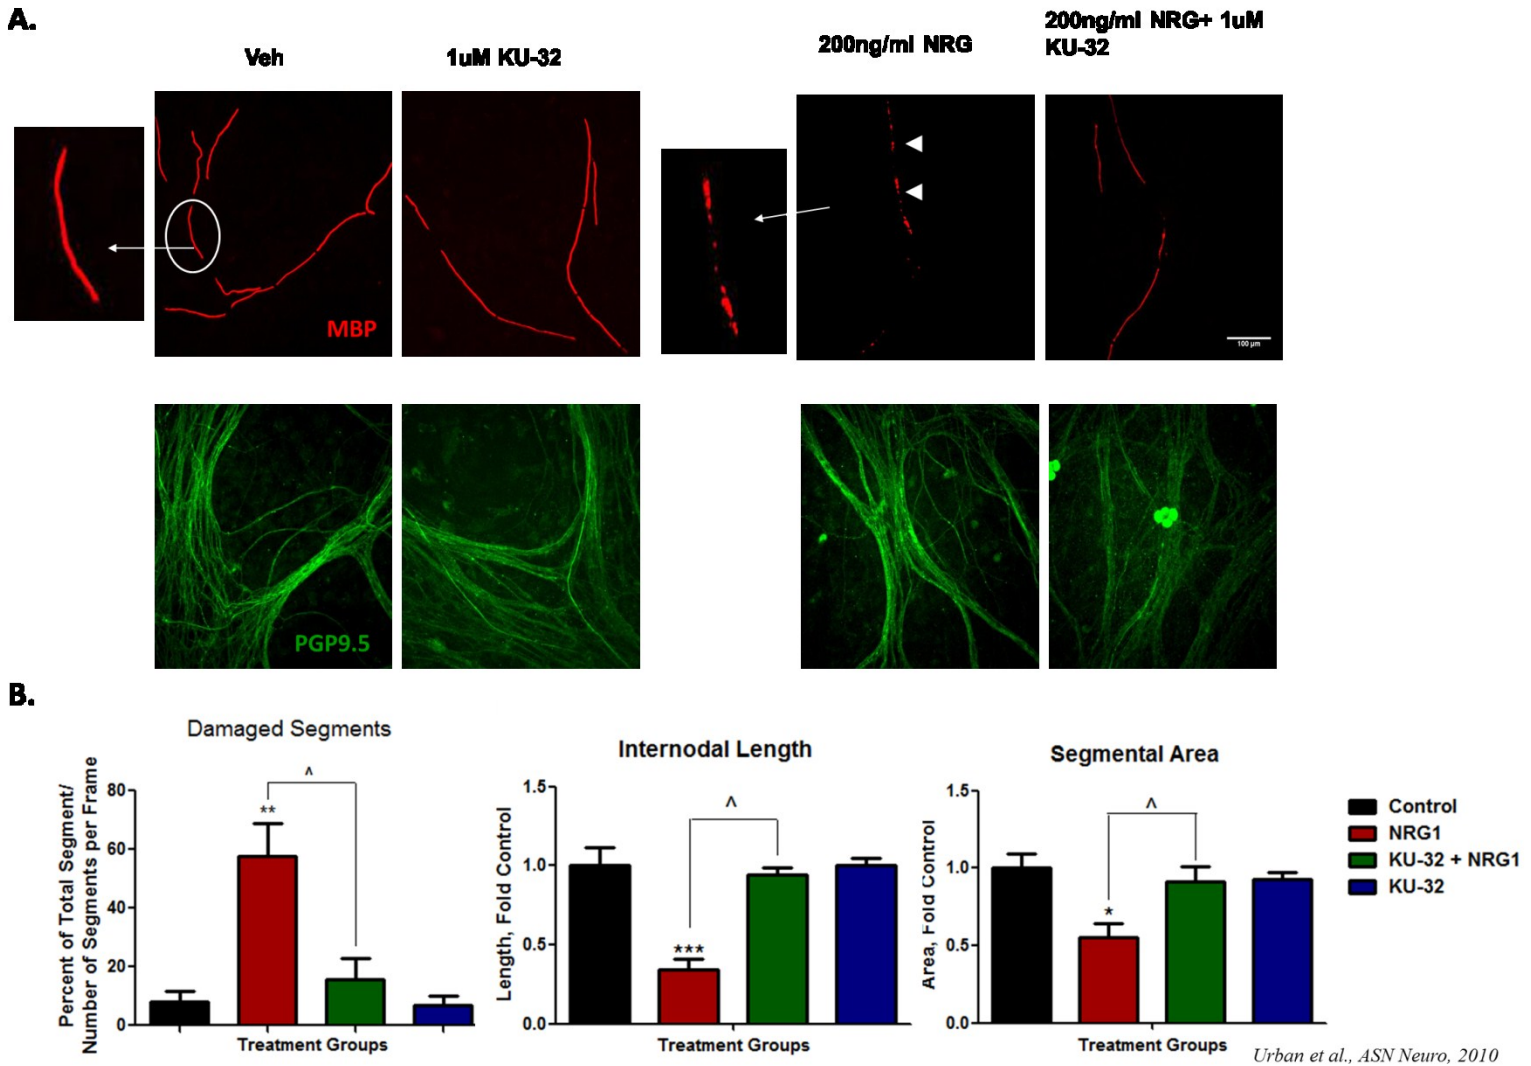 A.
Veh
1uM KU-32
200ng/ml NRG
200ng/ml NRG+ 1uM
KU-32
MBP
100 µm
PGP9.5
B.
Damaged Segments
Percent of Total Segment/
Number of Segments per Frame
80
60
40
20
0
^
**
Treatment Groups
Internodal Length
Length, Fold Control
1.5
1.0
0.5
0.0
^
***
Treatment Groups
Segmental Area
Area, Fold Control
1.5
1.0
0.5
0.0
^
*
Treatment Groups
Control
NRG1
KU-32 + NRG1
KU-32
Urban et al., ASN Neuro, 2010